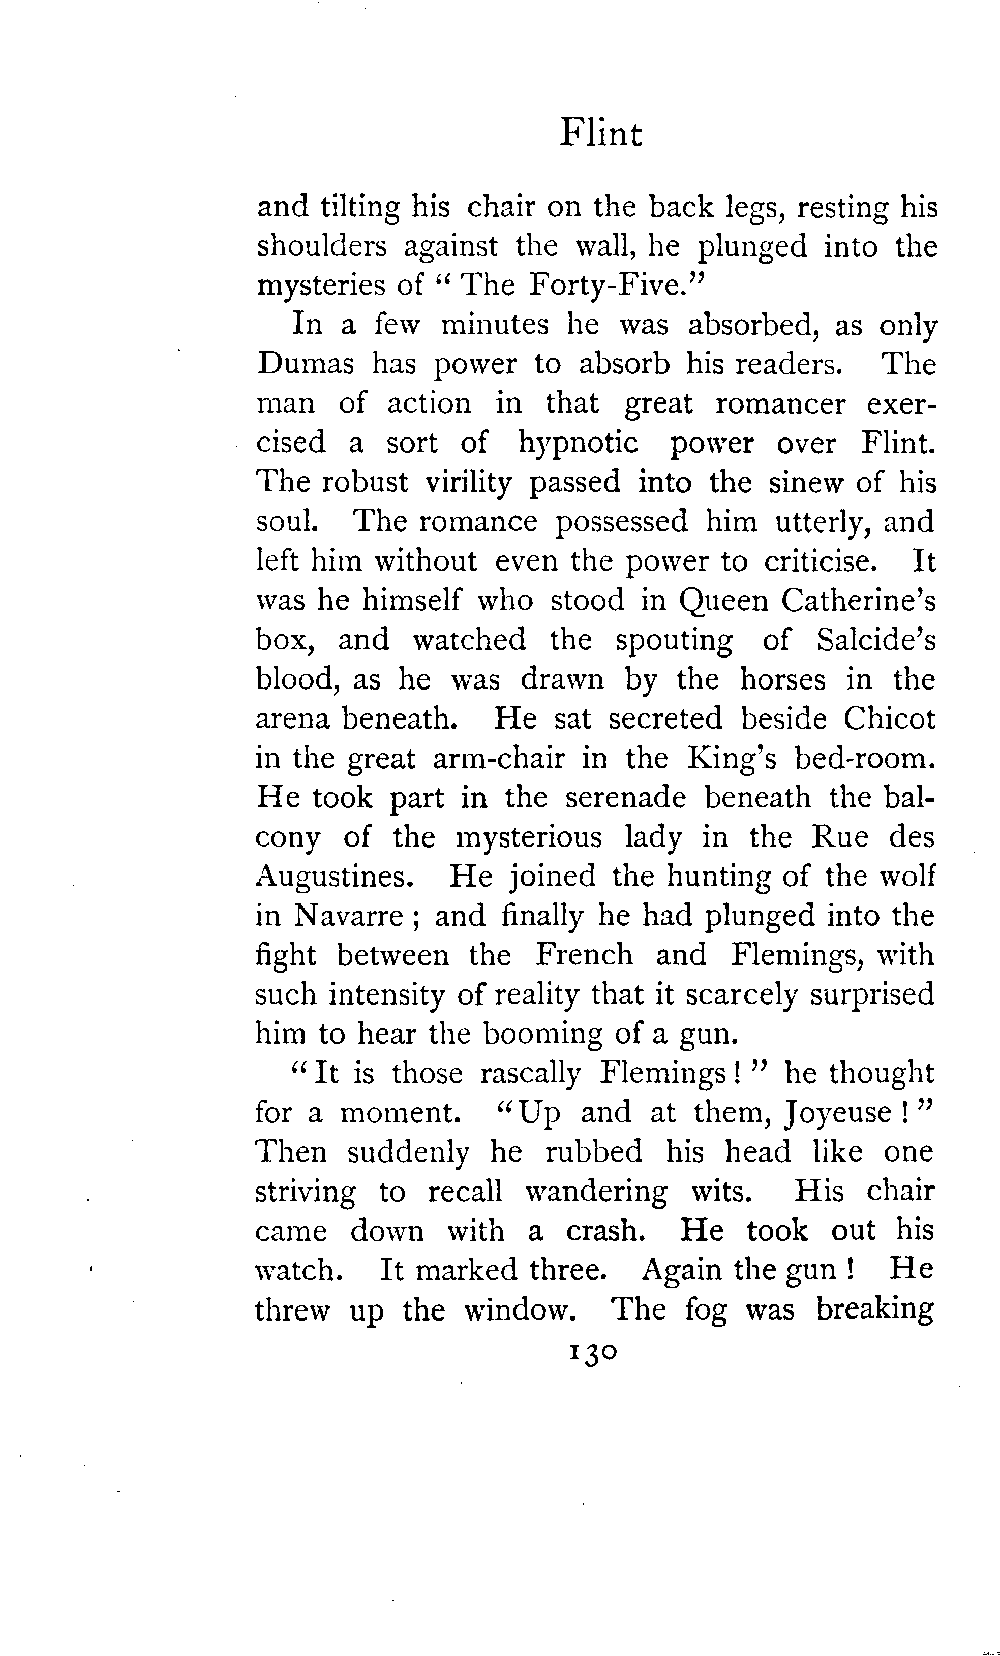 Flint
and tilting his chair on the back legs, resting his
shoulders against the wall, he plunged into the
mysteries of “ The Forty-Five.”
In a few minutes he was absorbed, as only
Dumas has power to absorb his readers. The
man of action in that great romancer exer-
cised a sort of hypnotic power over Flint.
The robust virility passed into the sinew of his
soul. The romance possessed him utterly, and
left him without even the power to criticise. It
was he himself who stood in Queen Catherine’s
box, and watched the spouting of Salcide’s
blood, as he was drawn by the horses in the
arena beneath. He sat secreted beside Chicot
in the great arm-chair in the King’s bed-room.
He took part in the serenade beneath the bal-
cony of the mysterious lady in the Rue des
Augustines. He joined the hunting of the wolf
in Navarre ; and finally he had plunged into the
fight between the French and Flemings, with
such intensity of reality that it scarcely surprised
him to hear the booming of a gun.
“ It is those rascally Flemings ! ” he thought
for a moment. “ Up and at them, Joyeuse ! ”
Then suddenly he rubbed his head like one
striving to recall wandering wits. His chair
came down with a crash. He took out his
watch. It marked three. Again the gun ! He
threw up the window. The fog was breaking
130